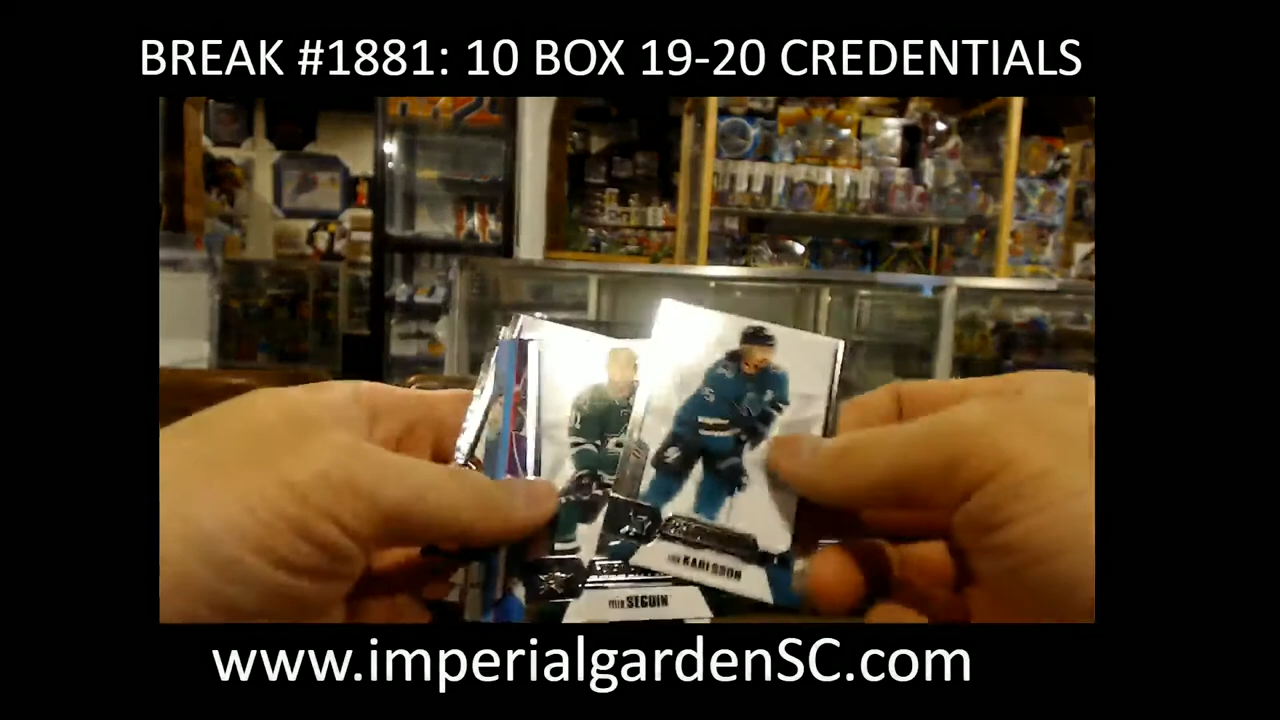 BREAK #1881: 10 BOX 19-20 CREDENTIALS
KARLSSON
SEGUIN
www.imperialgardenSC.com